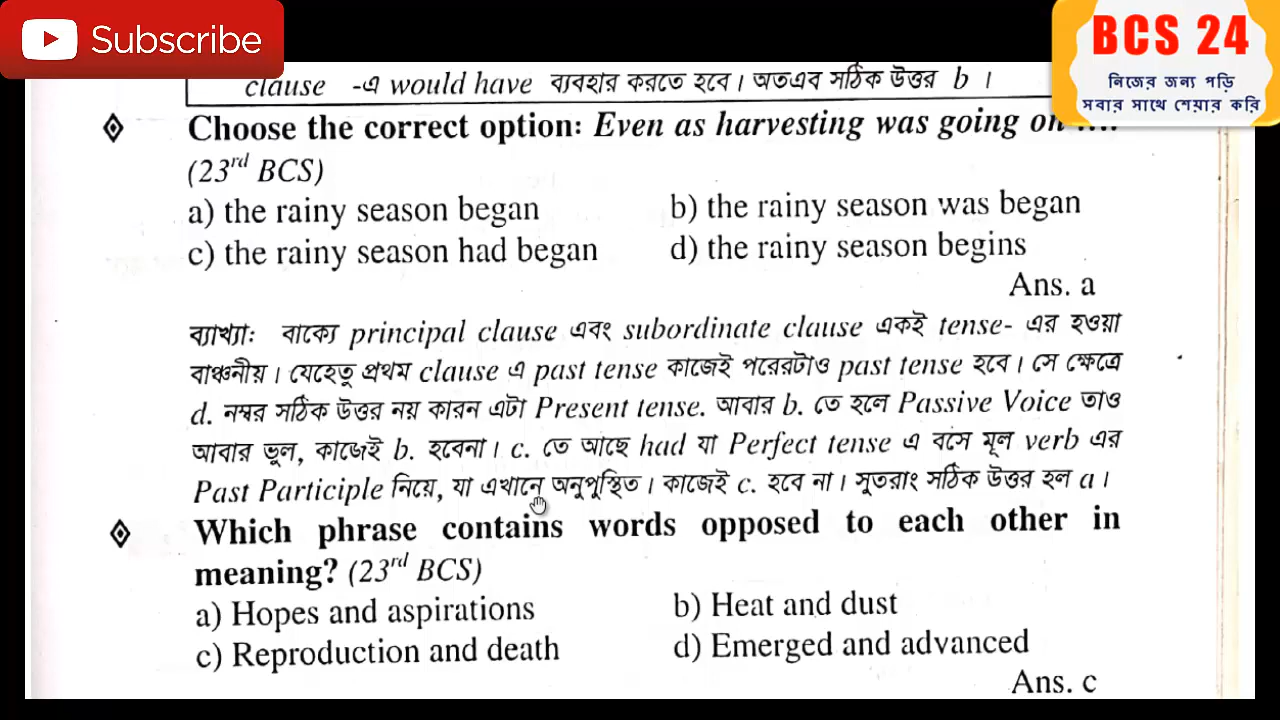 Subscribe
BCS 24
নিজের জন্য পড়ি
সবার সাথে শেয়ার করি
clause -এ would have ব্যবহার করতে হবে। অতএব সঠিক উত্তর b ।
Choose the correct option: Even as harvesting was going on ....
(23rd BCS)
a) the rainy season began b) the rainy season was began
c) the rainy season had began d) the rainy season begins
Ans. a
ব্যাখ্যাঃ বাক্যে principal clause এবং subordinate clause একই tense- এর হওয়া
বাঞ্চনীয়। যেহেতু প্রথম clause এ past tense কাজেই পরেরটাও past tense হবে। সে ক্ষেত্রে
d. নম্বর সঠিক উত্তর নয় কারন এটা Present tense. আবার b. তে হলে Passive Voice তাও
আবার ভুল, কাজেই b. হবেনা। c. তে আছে had যা Perfect tense এ বসে মূল verb এর
Past Participle নিয়ে, যা এখানে অনুপুস্থিত। কাজেই c. হবে না। সুতরাং সঠিক উত্তর হল a।
Which phrase contains words opposed to each other in
meaning? (23rd BCS)
a) Hopes and aspirations b) Heat and dust
c) Reproduction and death d) Emerged and advanced
Ans. c